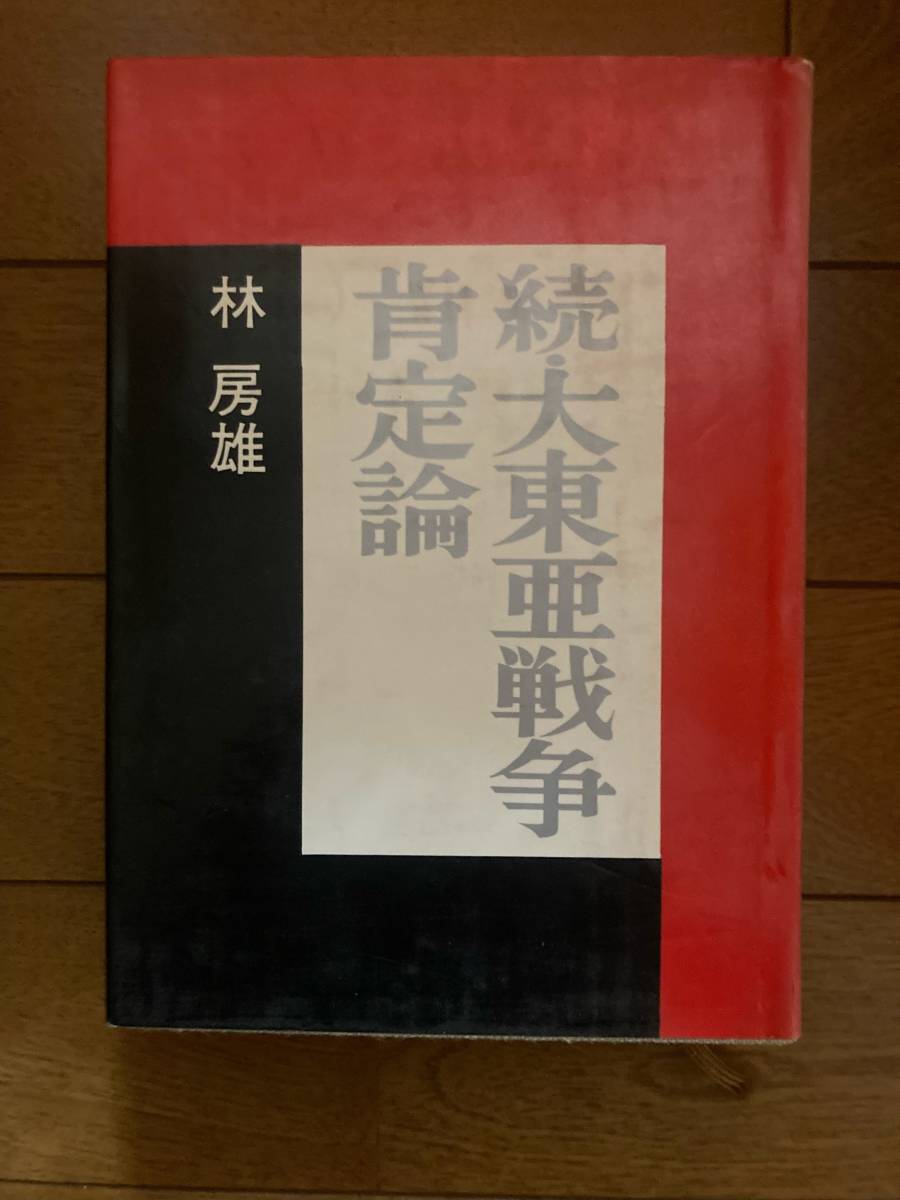 続・大東亜戦争
肯定論
林 房雄